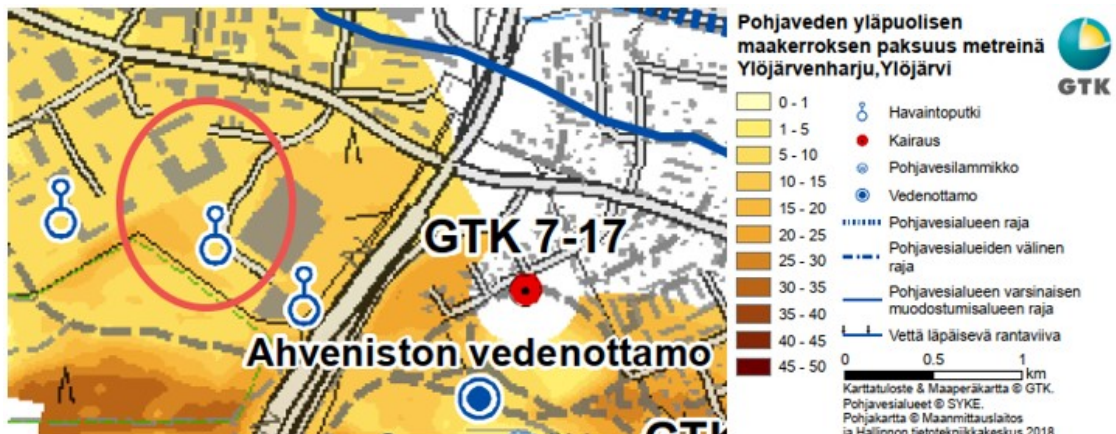 Pohjaveden yläpuolisen
maakerroksen paksuus metreinä
Ylöjärvenharju,Ylöjärvi
GTK
0 - 1
1 - 5
5 - 10
10 - 15
15 - 20
20 - 25
25 - 30
30 - 35
35 - 40
40 - 45
45 - 50
Havaintoputki
Kairaus
Pohjavesilammikko
Vedenottamo
Pohjavesialueen raja
Pohjavesialueiden välinen
raja
Pohjavesialueen varsinaisen
muodostumisalueen raja
Vettä läpäisevä rantaviiva
0 0.5 1
km
Karttatuloste & Maaperäkartta © GTK.
Pohjavesialueet © SYKE.
Pohjakartta © Maanmittauslaitos
ja Hallinnon tietotekniikkakeskus 2018
GTK 7-17
Ahveniston vedenottamo
GTK